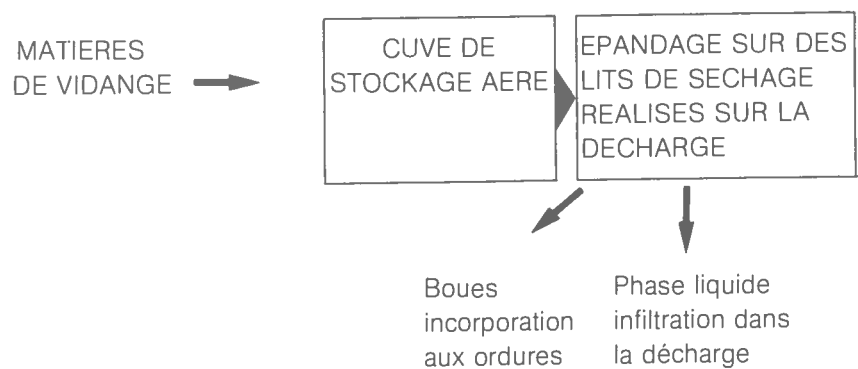 MATIERES
DE VIDANGE
CUVE DE
STOCKAGE AERE
EPANDAGE SUR DES
LITS DE SECHAGE
REALISES SUR LA
DECHARGE
Boues
incorporation
aux ordures
Phase liquide
infiltration dans
la décharge